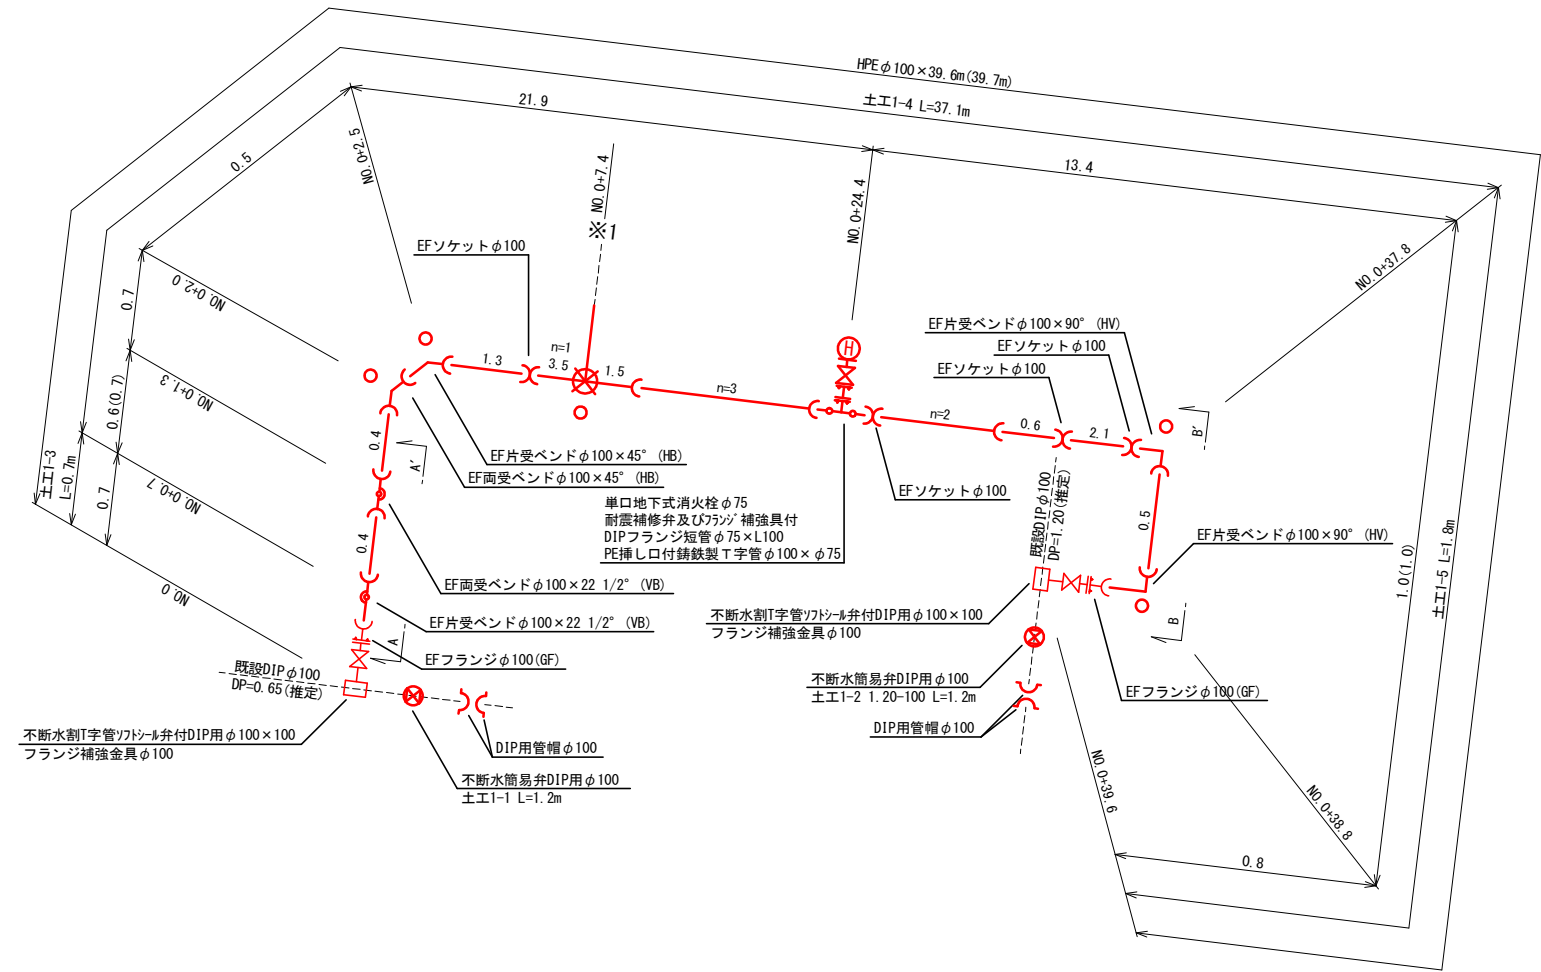 HPEφ100×39.6m(39.7m)
土工1-4 L=37.1m
21.9
13.4
0.5
NO.0+2.5
NO.0+7.4
※1
NO.0+24.4
NO.0+37.8
EFソケットφ100
0.7
NO.0+2.0
0.6(0.7)
NO.0+1.3
土工1-3
L=0.7m
0.7
NO.0+0.7
NO.0
1.3
n=1
3.5
1.5
n=3
H
n=2
0.6
2.1
EF片受ベンドφ100×90° (HV)
EFソケットφ100
EFソケットφ100
B'
0.4
A'
EF片受ベンドφ100×45° (HB)
EF両受ベンドφ100×45° (HB)
EFソケットφ100
単口地下式消火栓φ75
耐震補修弁及びフランジ補強具付
DIPフランジ短管φ75×L100
PE挿し口付鋳鉄製T字管φ100×φ75
既設DIPφ100
DP=1.20(推定)
0.5
EF片受ベンドφ100×90° (HV)
1.0(1.0)
土工1-5 L=1.8m
0.4
EF両受ベンドφ100×22 1/2° (VB)
EF片受ベンドφ100×22 1/2° (VB)
A
EFフランジφ100(GF)
既設DIPφ100
DP=0.65(推定)
不断水割T字管ソフトシール弁付DIP用φ100×100
フランジ補強金具φ100
B
不断水簡易弁DIP用φ100
土工1-2 1.20-100 L=1.2m
EFフランジφ100(GF)
DIP用管帽φ100
不断水割T字管ソフトシール弁付DIP用φ100×100
フランジ補強金具φ100
DIP用管帽φ100
不断水簡易弁DIP用φ100
土工1-1 L=1.2m
NO.0+39.6
NO.0+38.8
0.8